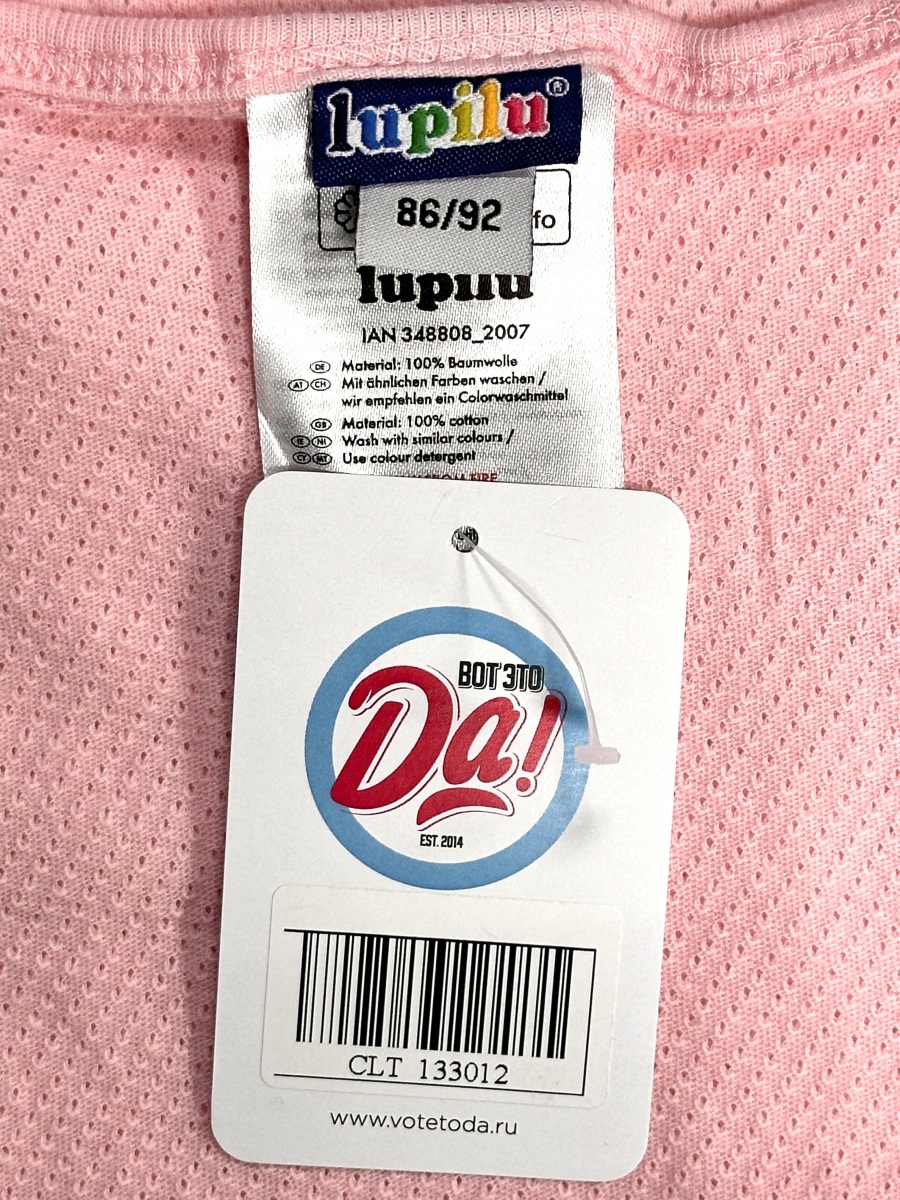 lupilu®
86/92
fo
lupilu
IAN 348808_2007
DE Material: 100% Baumwolle
AT CH Mit ähnlichen Farben waschen /
wir empfehlen ein Colorwaschmittel
GB Material: 100% cotton
IE NI Wash with similar colours /
CY MT Use colour detergent
FIRE
ВОТ ЭТО
Да!
EST. 2014
CLT 133012
www.votetoda.ru